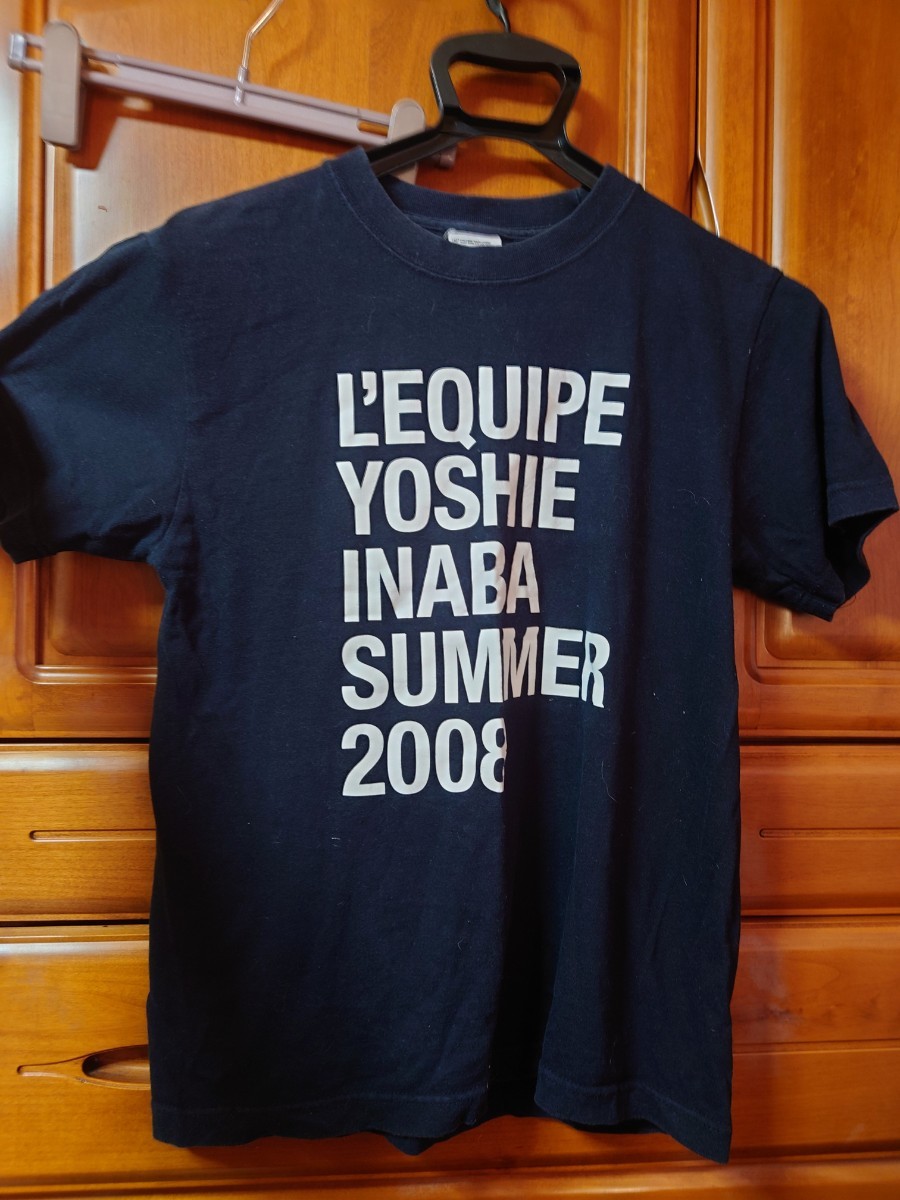 L'EQUIPE
YOSHIE
INABA
SUMMER
2008